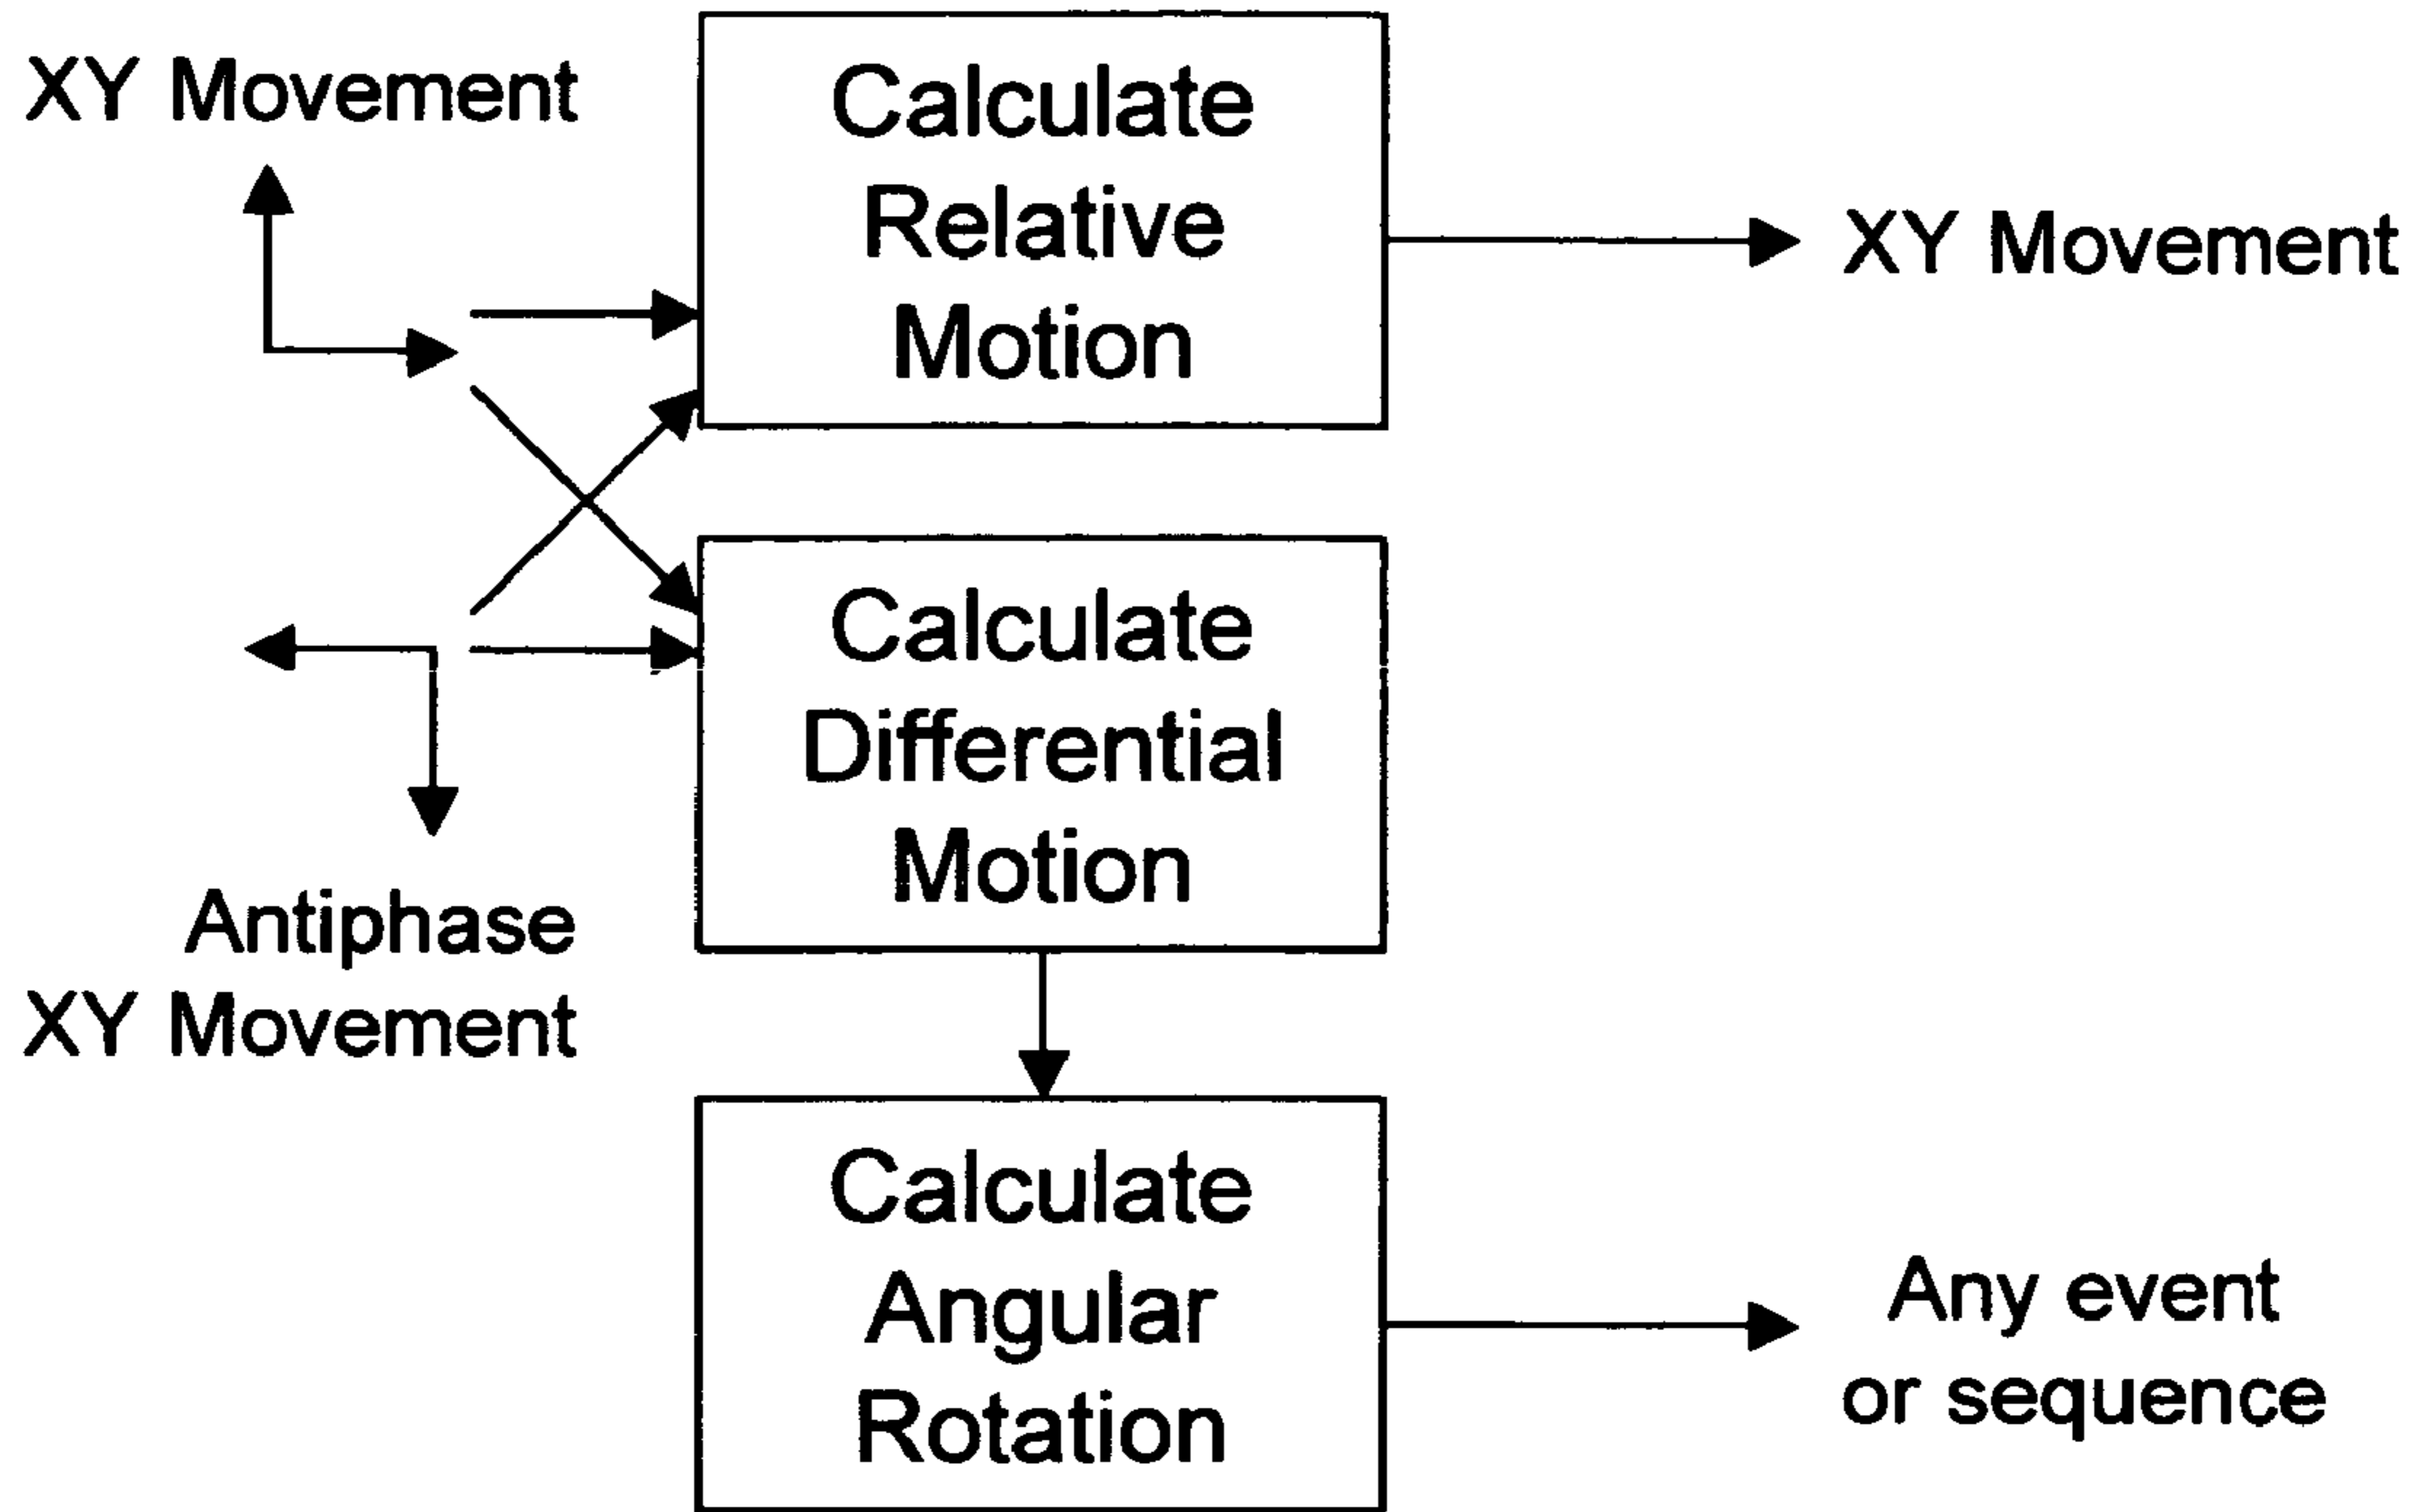 XY Movement
Calculate
Relative
Motion
XY Movement
Calculate
Differential
Motion
Antiphase
XY Movement
Calculate
Angular
Rotation
Any event
or sequence